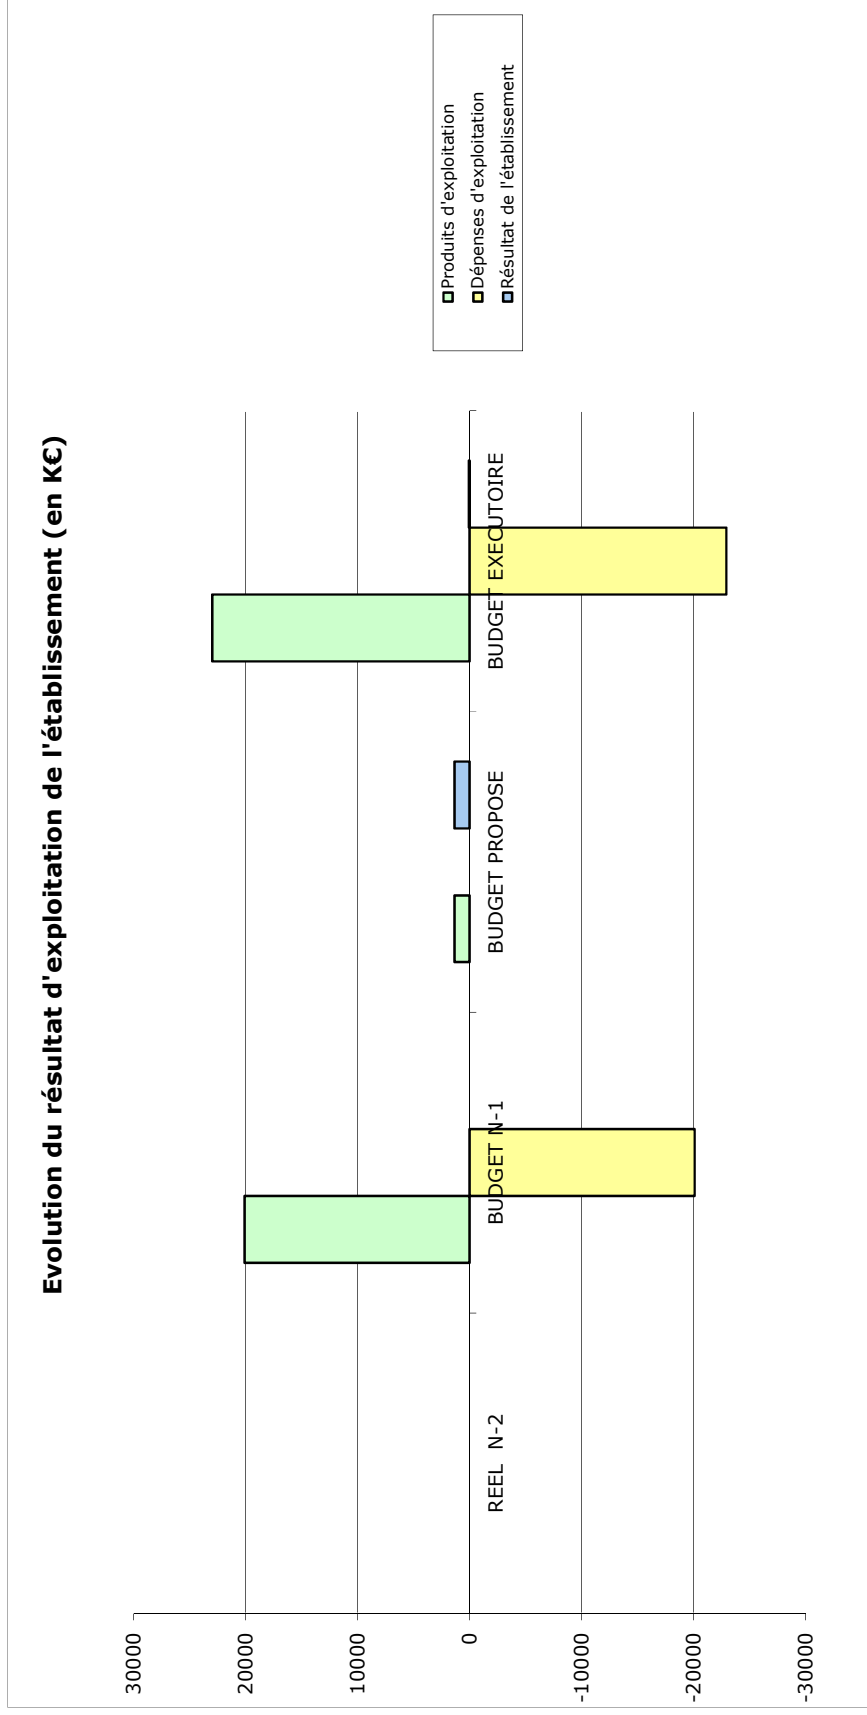 Evolution du résultat d'exploitation de l'établissement (en K€)
30000
20000
10000
0
-10000
-20000
-30000
REEL  N-2
BUDGET N-1
BUDGET PROPOSE
BUDGET EXECUTOIRE
Produits d'exploitation
Dépenses d'exploitation
Résultat de l'établissement